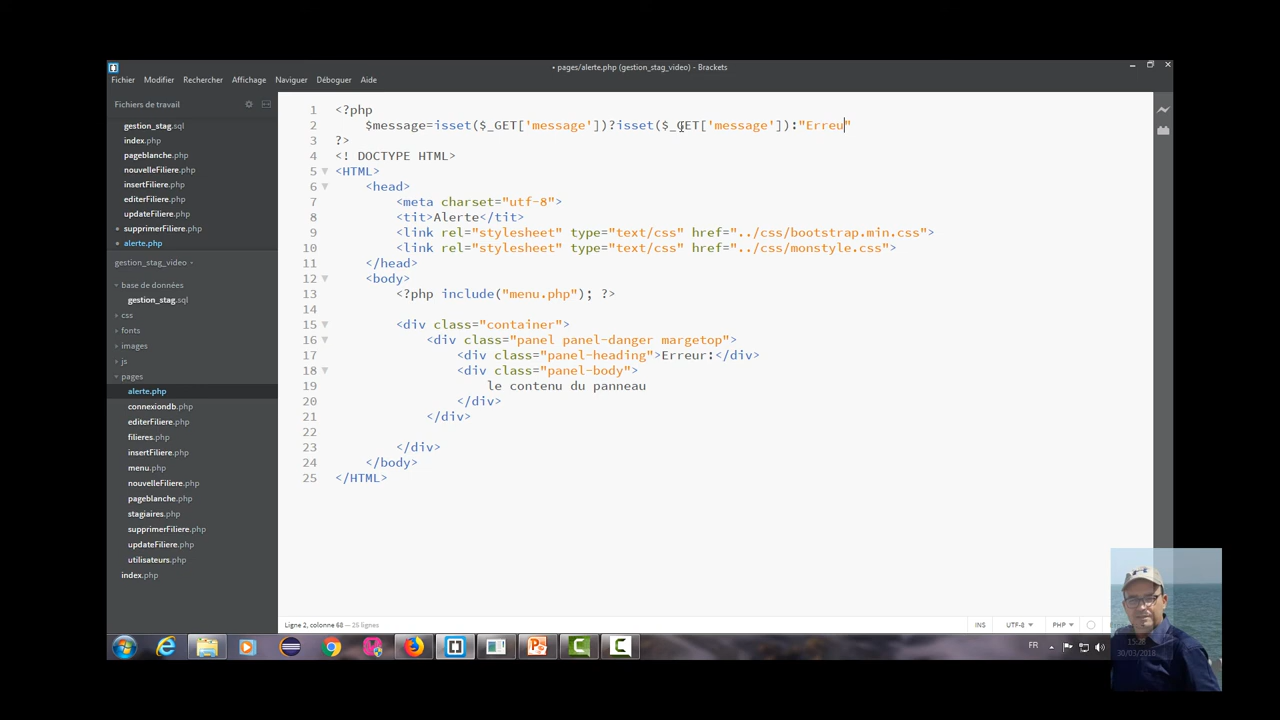 pages/alerte.php (gestion_stag_video) - Brackets
Fichier Modifier Rechercher Affichage Naviguer Déboguer Aide
Fichiers de travail
gestion_stag.sql
index.php
pageblanche.php
nouvelleFiliere.php
insertFiliere.php
editerFiliere.php
updateFiliere.php
supprimerFiliere.php
alerte.php
gestion_stag_video
base de données
gestion_stag.sql
css
fonts
images
js
pages
alerte.php
connexiondb.php
editerFiliere.php
filieres.php
insertFiliere.php
menu.php
nouvelleFiliere.php
pageblanche.php
stagiaires.php
supprimerFiliere.php
updateFiliere.php
utilisateurs.php
index.php
1 <?php
2 $message=isset($_GET['message'])?isset($_GET['message']):"Erreu"
3 ?>
4 <! DOCTYPE HTML>
5 <HTML>
6 <head>
7 <meta charset="utf-8">
8 <tit>Alerte</tit>
9 <link rel="stylesheet" type="text/css" href="../css/bootstrap.min.css">
10 <link rel="stylesheet" type="text/css" href="../css/monstyle.css">
11 </head>
12 <body>
13 <?php include("menu.php"); ?>
14
15 <div class="container">
16 <div class="panel panel-danger margetop">
17 <div class="panel-heading">Erreur:</div>
18 <div class="panel-body">
19 le contenu du panneau
20 </div>
21 </div>
22
23 </div>
24 </body>
25 </HTML>
Ligne 2, colonne 68 — 25 lignes
INS UTF-8 PHP
FR
15:28
30/03/2018